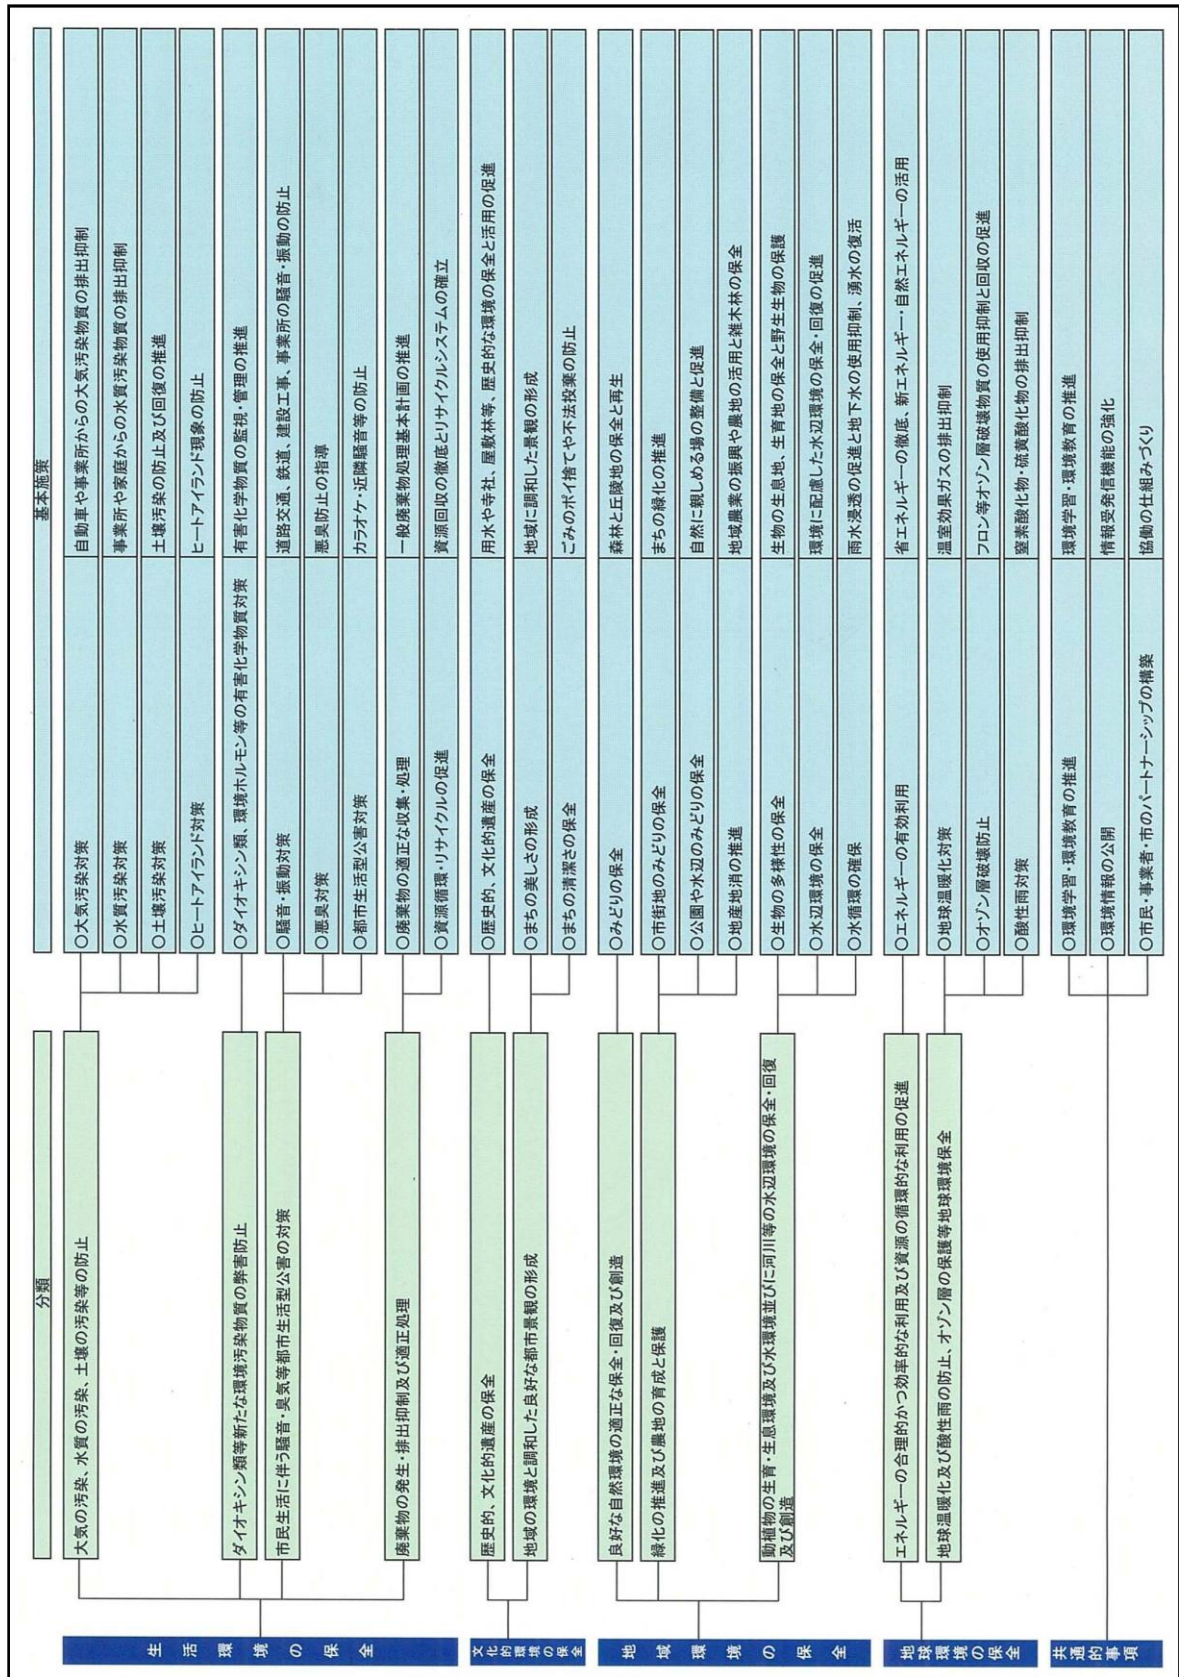 分類
基本施策
生活環境の保全
大気の汚染、水質の汚染、土壌の汚染等の防止
○大気汚染対策
自動車や事業所からの大気汚染物質の排出抑制
○水質汚染対策
事業所や家庭からの水質汚染物質の排出抑制
○土壌汚染対策
土壌汚染の防止及び回復の推進
○ヒートアイランド対策
ヒートアイランド現象の防止
ダイオキシン類等新たな環境汚染物質の弊害防止
○ダイオキシン類、環境ホルモン等の有害化学物質対策
有害化学物質の監視・管理の推進
市民生活に伴う騒音・臭気等都市生活型公害の対策
○騒音・振動対策
道路交通、鉄道、建設工事、事業所の騒音・振動の防止
○悪臭対策
悪臭防止の指導
○都市生活型公害対策
カラオケ・近隣騒音等の防止
廃棄物の発生・排出抑制及び適正処理
○廃棄物の適正な収集・処理
一般廃棄物処理基本計画の推進
○資源循環・リサイクルの促進
資源回収の徹底とリサイクルシステムの確立
文化的環境の保全
歴史的、文化的遺産の保全
○歴史的、文化的遺産の保全
用水や寺社、屋敷林等、歴史的な環境の保全と活用の促進
地域の環境と調和した良好な都市景観の形成
○まちの美しさの形成
地域に調和した景観の形成
○まちの清潔さの保全
ごみのポイ捨てや不法投棄の防止
地域環境の保全
良好な自然環境の適正な保全・回復及び創造
○みどりの保全
森林と丘陵地の保全と再生
緑化の推進及び農地の育成と保護
○市街地のみどりの保全
まちの緑化の推進
○公園や水辺のみどりの保全
自然に親しめる場の整備と促進
○地産地消の推進
地域農業の振興や農地の活用と雑木林の保全
動植物の生育・生息環境及び水環境並びに河川等の水辺環境の保全・回復
及び創造
○生物の多様性の保全
生物の生息地、生育地の保全と野生生物の保護
○水辺環境の保全
環境に配慮した水辺環境の保全・回復の促進
○水循環の確保
雨水浸透の促進と地下水の使用抑制、湧水の復活
地球環境の保全
エネルギーの合理的かつ効率的な利用及び資源の循環的な利用の促進
○エネルギーの有効利用
省エネルギーの徹底、新エネルギー・自然エネルギーの活用
地球温暖化及び酸性雨の防止、オゾン層の保護等地球環境保全
○地球温暖化対策
温室効果ガスの排出抑制
○オゾン層破壊防止
フロン等オゾン層破壊物質の使用抑制と回収の促進
○酸性雨対策
窒素酸化物・硫黄酸化物の排出抑制
共通的事項
○環境学習・環境教育の推進
環境学習・環境教育の推進
○環境情報の公開
情報受発信機能の強化
○市民・事業者・市のパートナーシップの構築
協働の仕組みづくり